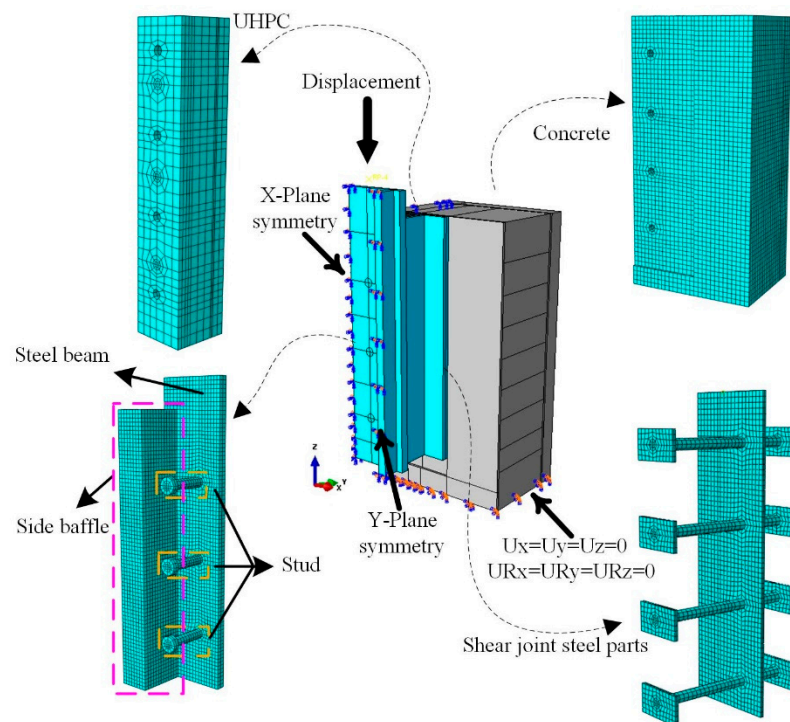 UHPC
Displacement
Concrete
X-Plane
symmetry
Steel beam
Z
Y
X
Side baffle
Stud
Y-Plane
symmetry
Ux=Uy=Uz=0
URx=URy=URz=0
Shear joint steel parts